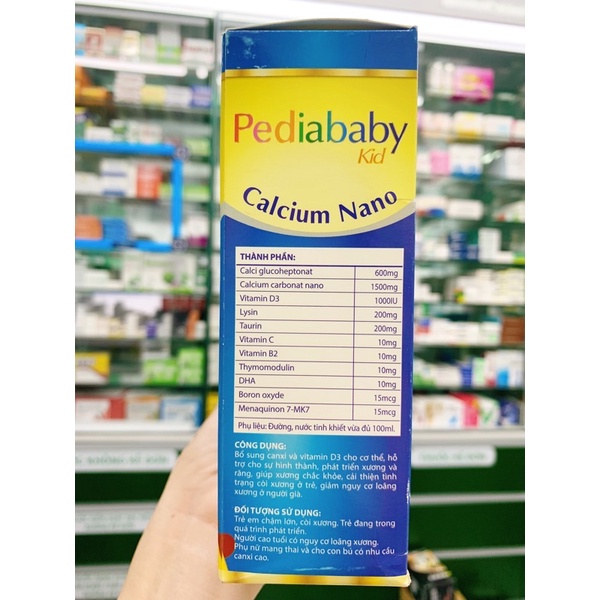 Pediababy
Kid
Calcium Nano
THÀNH PHẦN:
Calci glucoheptonat 600mg
Calcium carbonat nano 1500mg
Vitamin D3 1000IU
Lysin 200mg
Taurin 200mg
Vitamin C 10mg
Vitamin B2 10mg
Thymomodulin 10mg
DHA 10mg
Boron oxyde 15mcg
Menaquinon 7-MK7 15mcg
Phụ liệu: Đường, nước tinh khiết vừa đủ 100ml.
CÔNG DỤNG:
Bổ sung canxi và vitamin D3 cho cơ thể, hỗ
trợ cho sự hình thành, phát triển xương và
răng, giúp xương chắc khỏe, cải thiện tình
trạng còi xương ở trẻ, giảm nguy cơ loãng
xương ở người già.
ĐỐI TƯỢNG SỬ DỤNG:
Trẻ em chậm lớn, còi xương. Trẻ đang trong
quá trình phát triển.
Người cao tuổi có nguy cơ loãng xương.
Phụ nữ mang thai và cho con bú có nhu cầu
canxi cao.